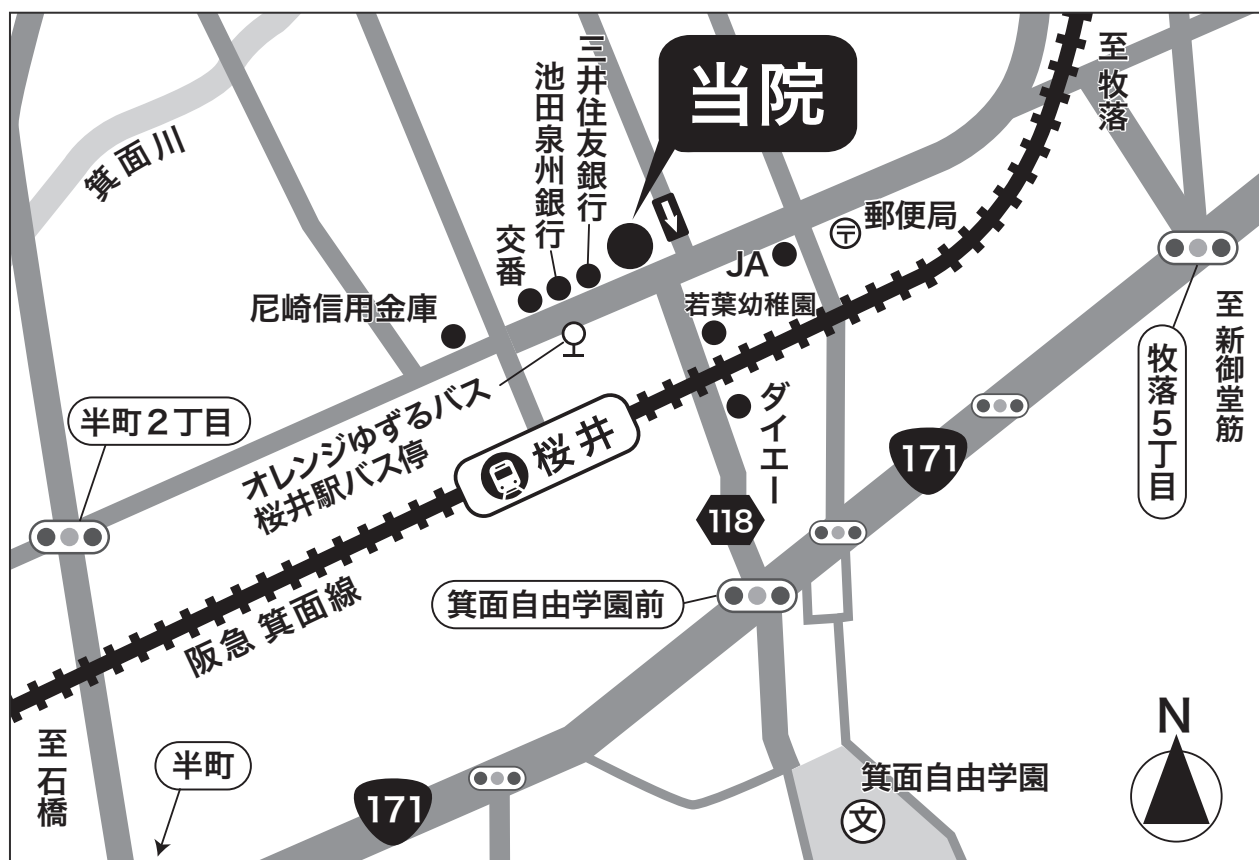 当院
至 牧落
三井住友銀行
池田泉州銀行
交番
箕面川
郵便局
〒
JA
若葉幼稚園
尼崎信用金庫
至 新御堂筋
牧落5丁目
半町2丁目
オレンジゆずるバス
桜井駅バス停
桜井
ダイエー
171
118
箕面自由学園前
阪急 箕面線
至 石橋
半町
171
箕面自由学園
文
N